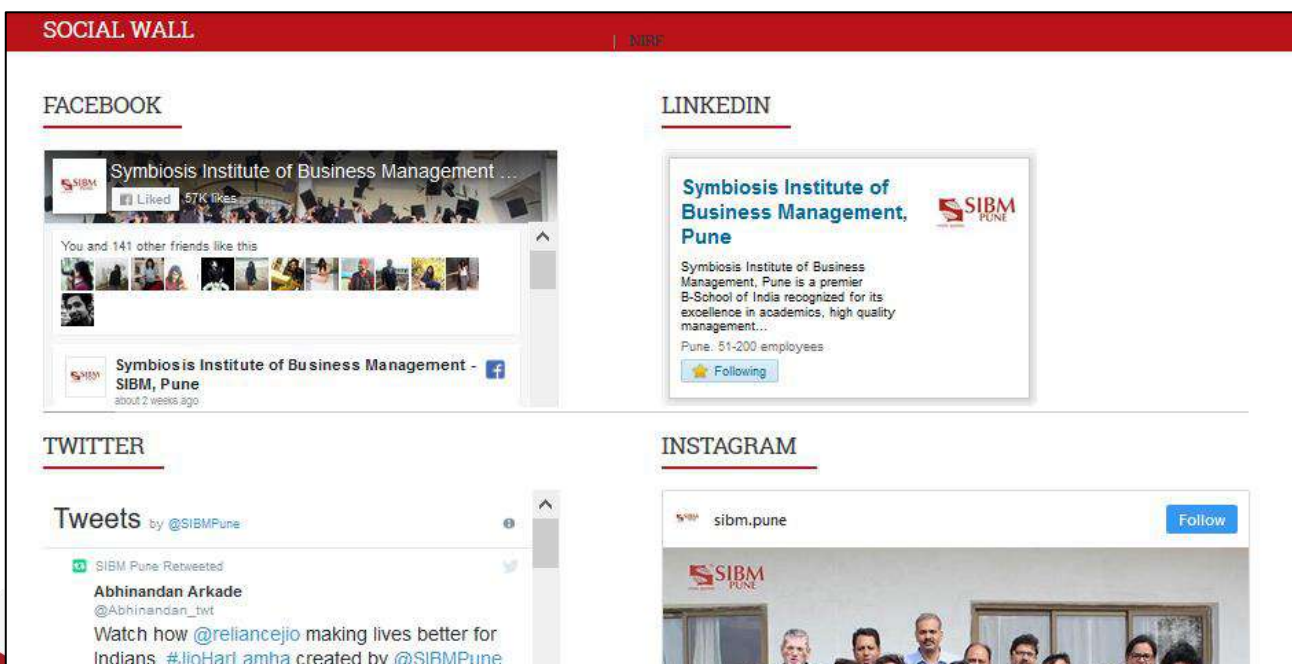 SOCIAL WALL
| NIRF
FACEBOOK
SIBM
Symbiosis Institute of Business Management ...
Liked
57K likes
You and 141 other friends like this
SIBM
Symbiosis Institute of Business Management -
SIBM, Pune
about 2 weeks ago
LINKEDIN
Symbiosis Institute of
Business Management,
Pune
SIBM
PUNE
Symbiosis Institute of Business
Management, Pune is a premier
B-School of India recognized for its
excellence in academics, high quality
management...
Pune. 51-200 employees
Following
TWITTER
Tweets by @SIBMPune
SIBM Pune Retweeted
Abhinandan Arkade
@Abhinandan_twt
Watch how @reliancejio making lives better for
Indians. #JioHarLamha created by @SIBMPune
INSTAGRAM
SIBM
sibm.pune
Follow
SIBM
PUNE